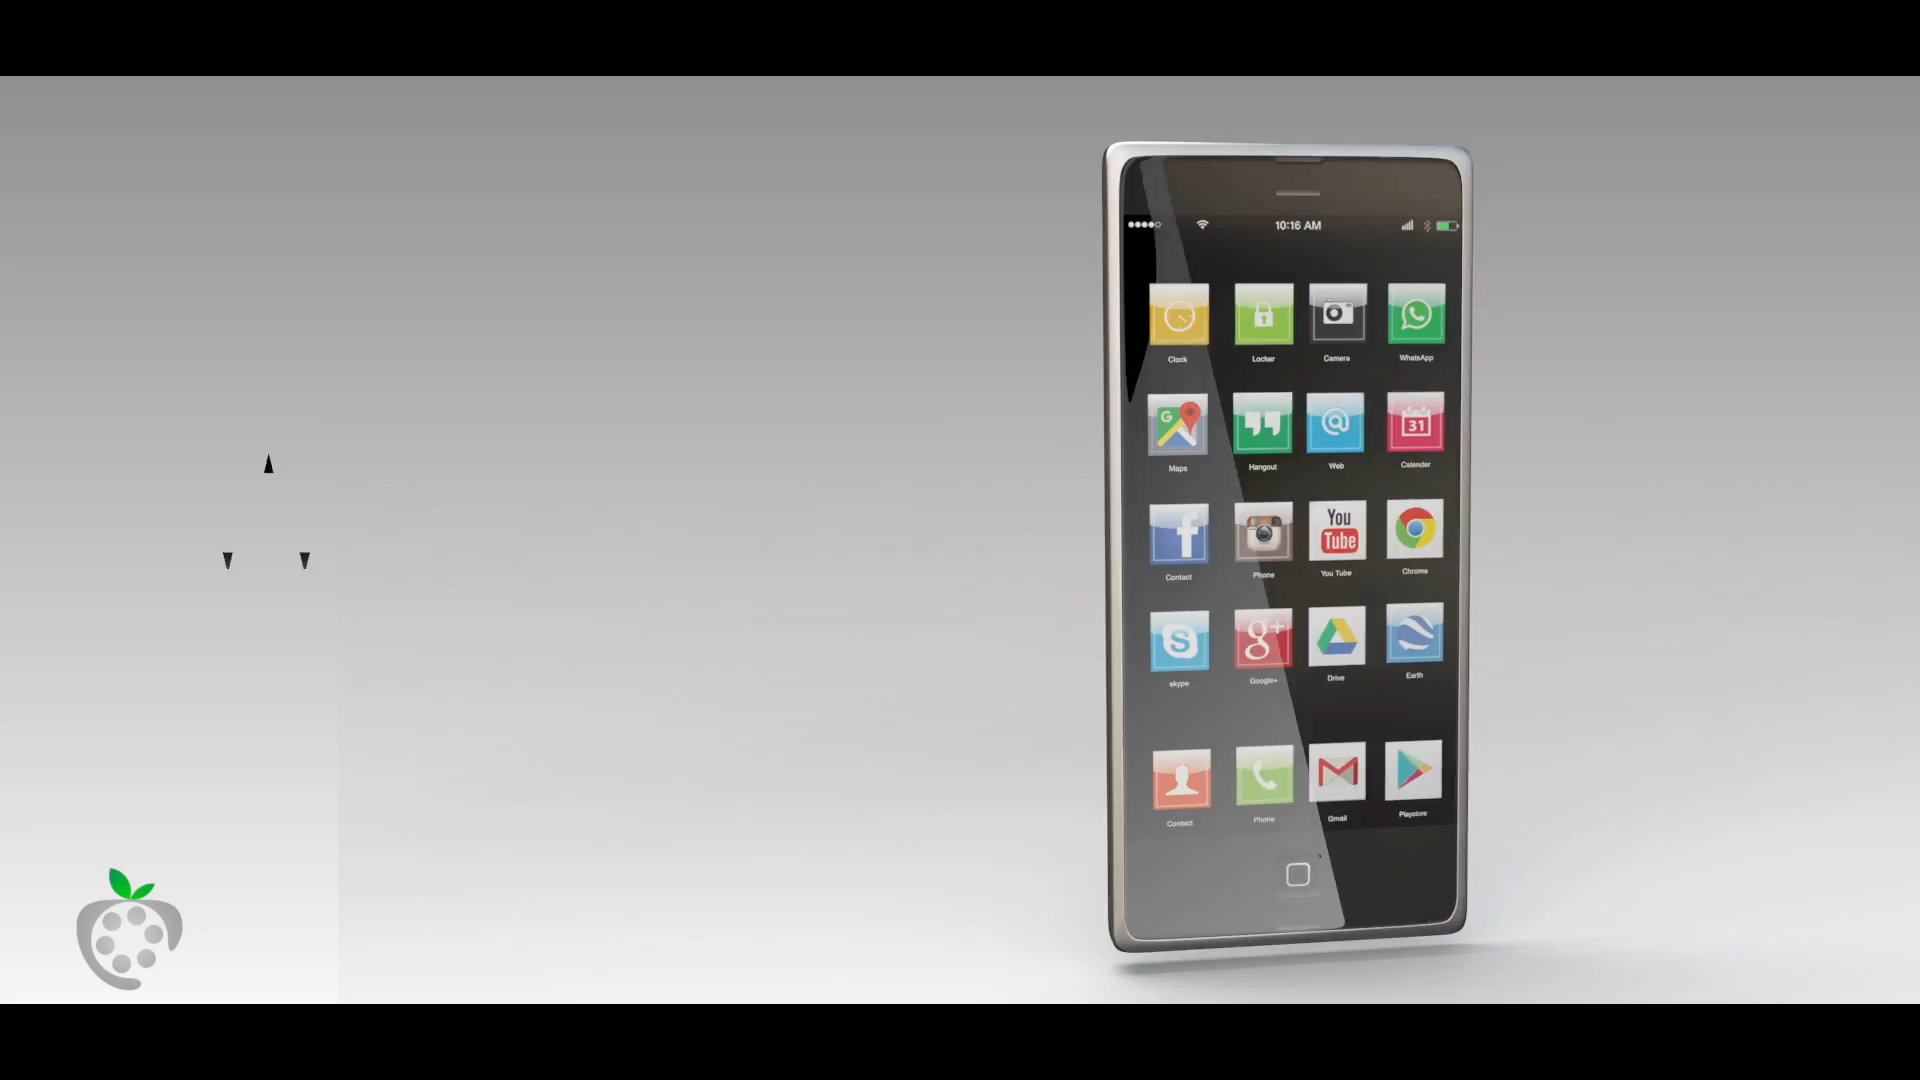 10:16 AM
Clock Locker Camera WhatsApp
G 31
Maps Hangout Web Calender
f You Tube
Contact Phone You Tube Chrome
S g+
skype Google+ Drive Earth
Contact Phone Gmail Playstore